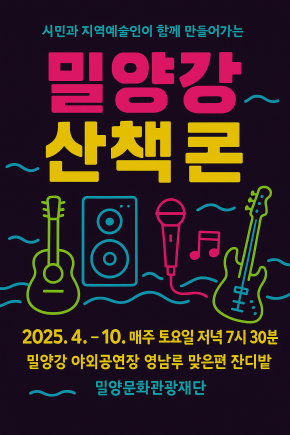 시민과 지역예술인이 함께 만들어가는
밀양강
산책 론
2025. 4. - 10. 매주 토요일 저녁 7시 30분
밀양강 야외공연장 영남루 맞은편 잔디밭
밀양문화관광재단